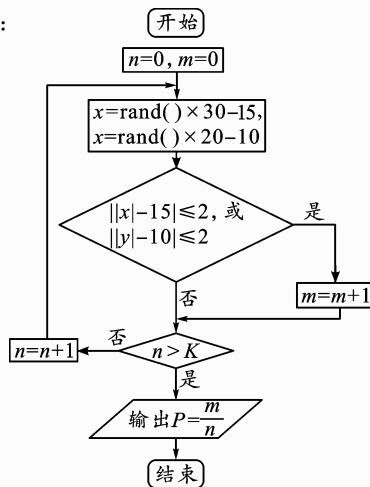 :
开始
n=0, m=0
x=rand( )×30-15,
x=rand( )×20-10
||x|-15|≤2, 或
||y|-10|≤2
是
否
m=m+1
n=n+1
否
n>K
是
输出P=m/n
结束